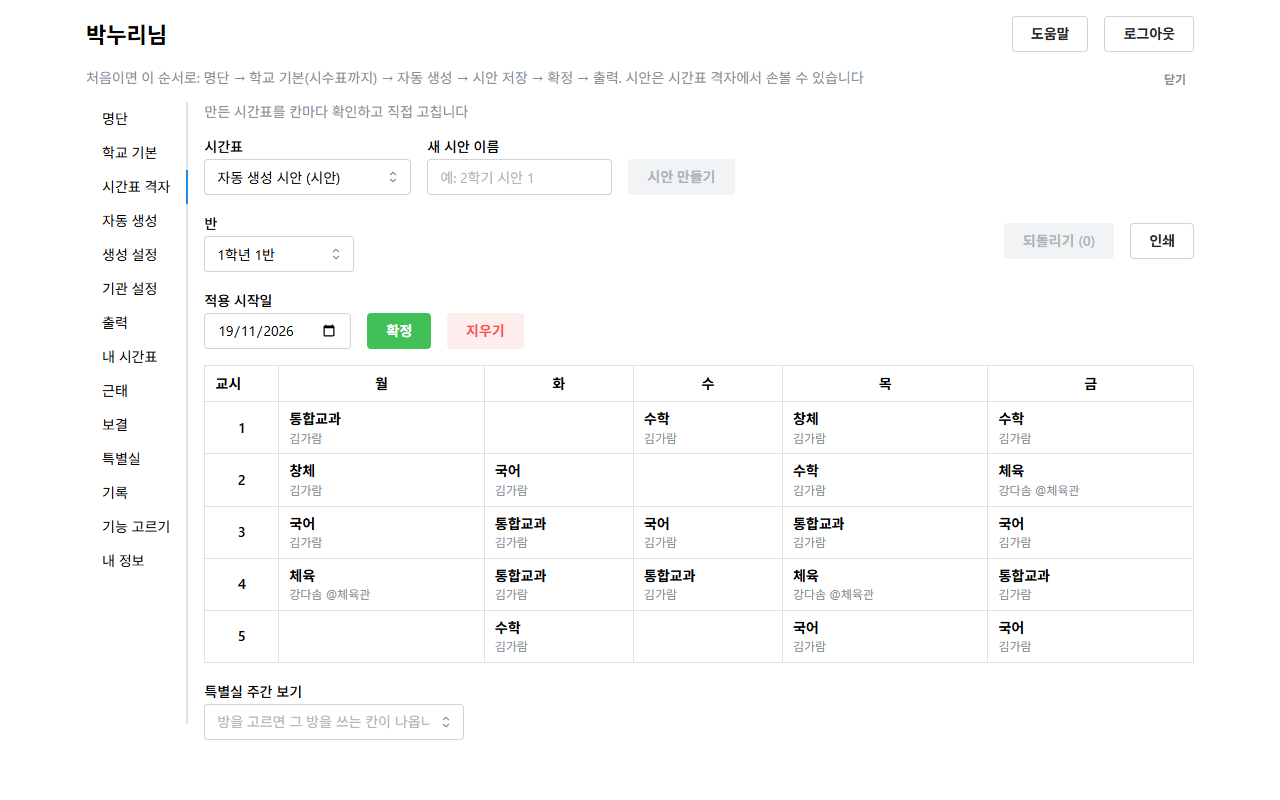 박누리님
도움말
로그아웃
처음이면 이 순서로: 명단 → 학교 기본(시수표까지) → 자동 생성 → 시안 저장 → 확정 → 출력. 시안은 시간표 격자에서 손볼 수 있습니다
닫기
명단
학교 기본
시간표 격자
자동 생성
생성 설정
기관 설정
출력
내 시간표
근태
보결
특별실
기록
기능 고르기
내 정보
만든 시간표를 칸마다 확인하고 직접 고칩니다
시간표
새 시안 이름
자동 생성 시안 (시안)
예: 2학기 시안 1
시안 만들기
반
1학년 1반
되돌리기 (0)
인쇄
적용 시작일
19/11/2026
확정
지우기
교시 월 화 수 목 금
1
통합교과
김가람
수학
김가람
창체
김가람
수학
김가람
2
창체
김가람
국어
김가람
수학
김가람
체육
강다솜 @체육관
3
국어
김가람
통합교과
김가람
국어
김가람
통합교과
김가람
국어
김가람
4
체육
강다솜 @체육관
통합교과
김가람
통합교과
김가람
체육
강다솜 @체육관
통합교과
김가람
5
수학
김가람
국어
김가람
국어
김가람
특별실 주간 보기
방을 고르면 그 방을 쓰는 칸이 나옵